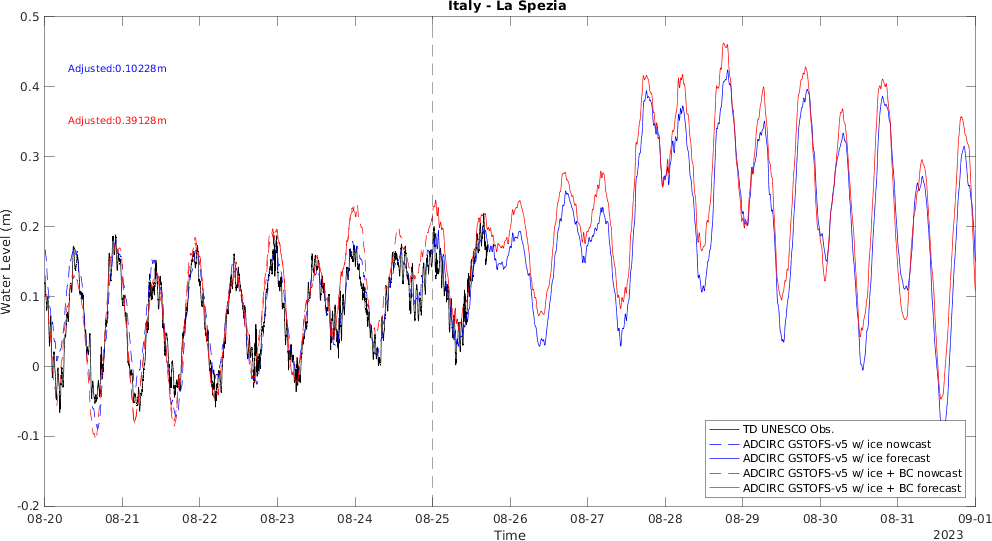 Italy - La Spezia
0.5
0.4
0.3
0.2
0.1
0
-0.1
-0.2
Water Level (m)
Adjusted:0.10228m
Adjusted:0.39128m
TD UNESCO Obs.
ADCIRC GSTOFS-v5 w/ ice nowcast
ADCIRC GSTOFS-v5 w/ ice forecast
ADCIRC GSTOFS-v5 w/ ice + BC nowcast
ADCIRC GSTOFS-v5 w/ ice + BC forecast
08-20 08-21 08-22 08-23 08-24 08-25 08-26 08-27 08-28 08-29 08-30 08-31 09-01
Time
2023